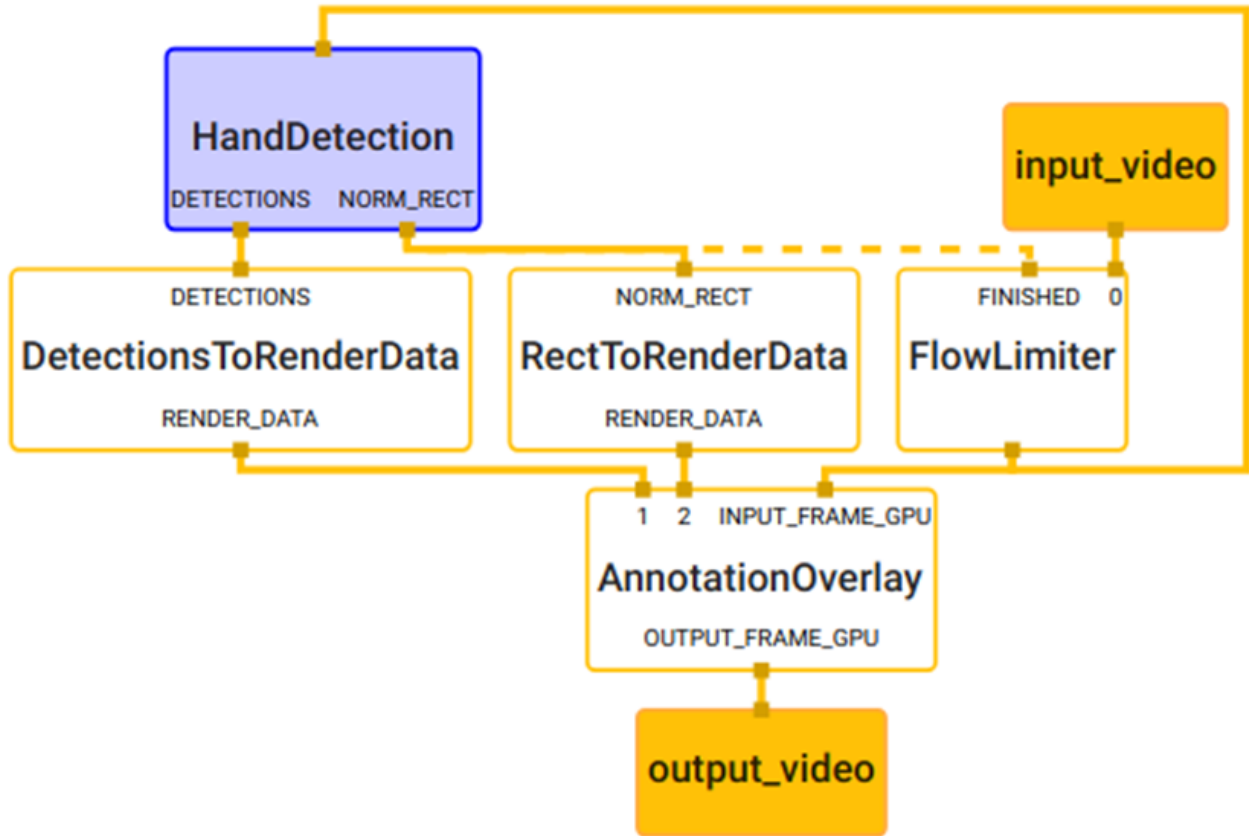 HandDetection
DETECTIONS NORM_RECT
input_video
DETECTIONS
DetectionsToRenderData
RENDER_DATA
NORM_RECT
RectToRenderData
RENDER_DATA
FINISHED 0
FlowLimiter
1 2 INPUT_FRAME_GPU
AnnotationOverlay
OUTPUT_FRAME_GPU
output_video